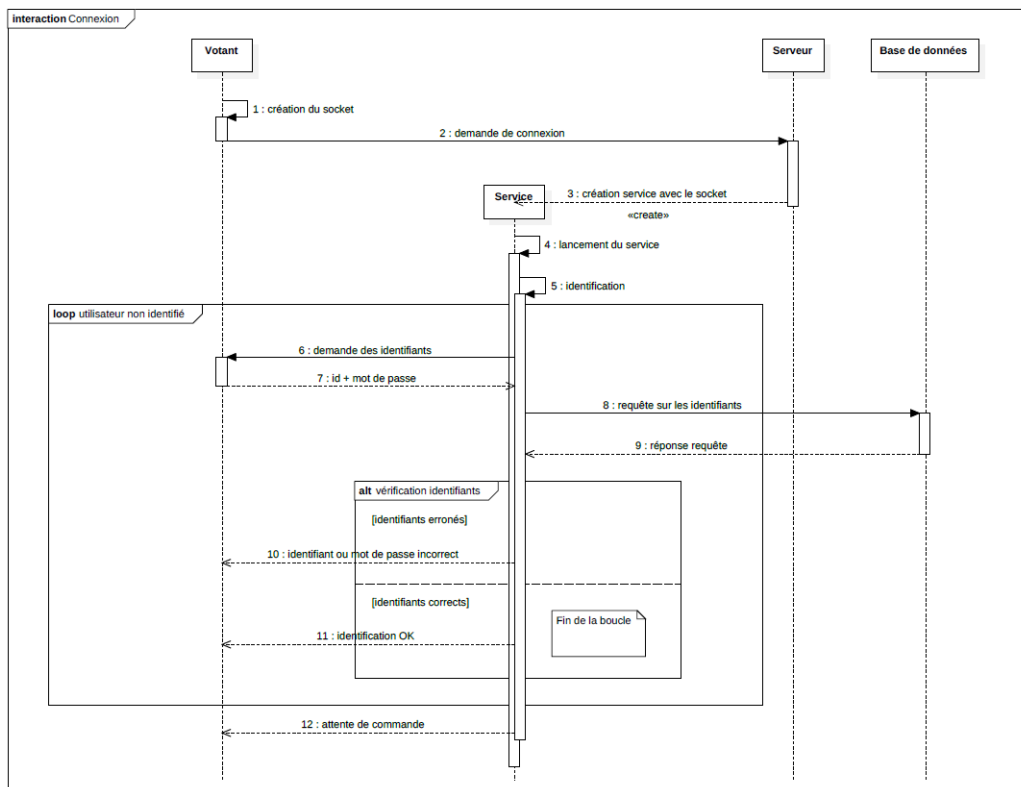 interaction Connexion
Votant
Serveur
Base de données
1 : création du socket
2 : demande de connexion
Service
3 : création service avec le socket
«create»
4 : lancement du service
5 : identification
loop utilisateur non identifié
6 : demande des identifiants
7 : id + mot de passe
8 : requête sur les identifiants
9 : réponse requête
alt vérification identifiants
[identifiants erronés]
10 : identifiant ou mot de passe incorrect
[identifiants corrects]
Fin de la boucle
11 : identification OK
12 : attente de commande